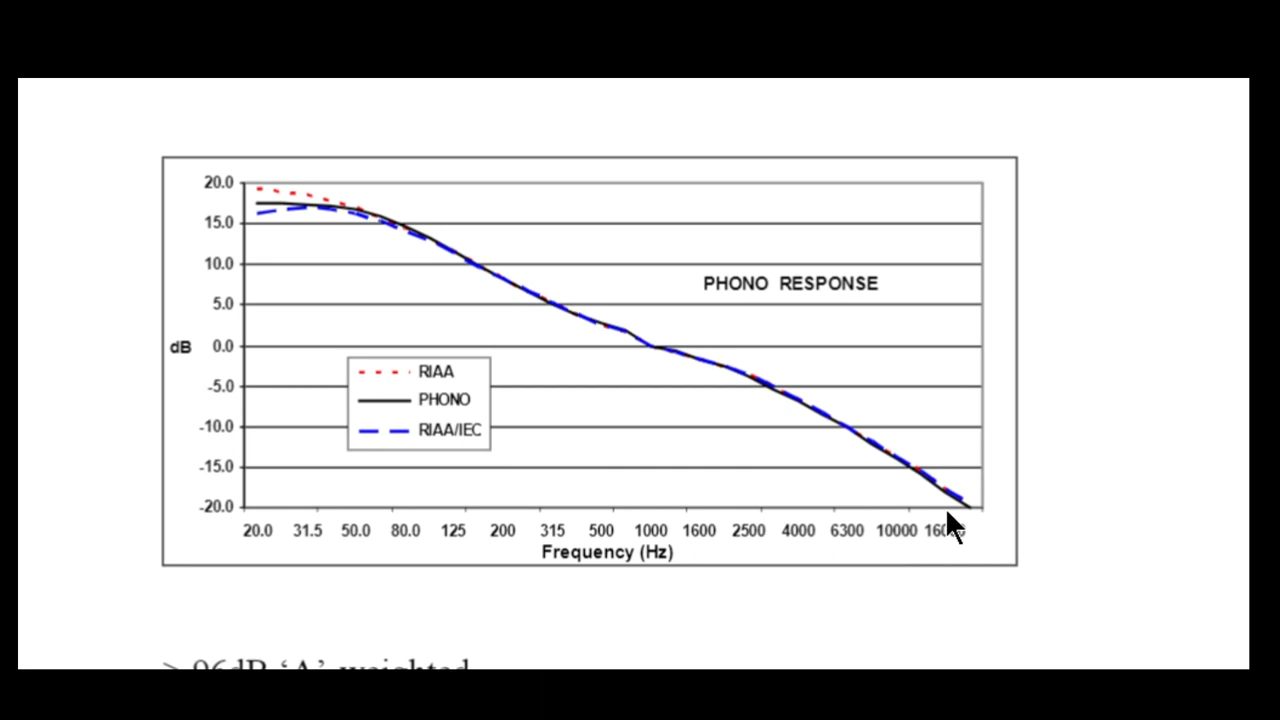 20.0
15.0
10.0
5.0
dB 0.0
-5.0
-10.0
-15.0
-20.0
PHONO RESPONSE
RIAA
PHONO
RIAA/IEC
20.0 31.5 50.0 80.0 125 200 315 500 1000 1600 2500 4000 6300 10000
Frequency (Hz)
96dB 'A' weighted